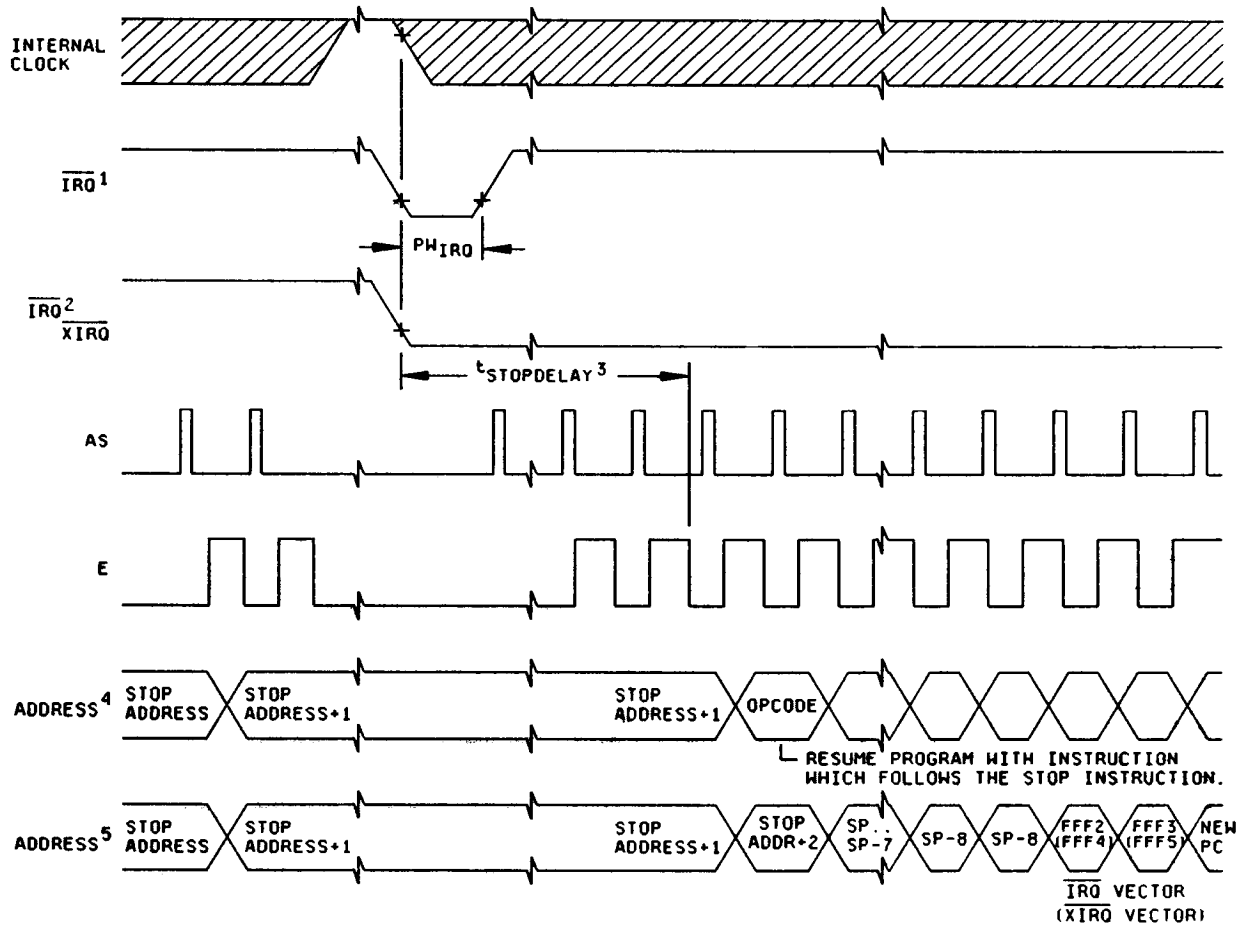 INTERNAL
CLOCK
IRQ1
PWIRQ
IRQ2
XIRQ
tSTOPDELAY3
AS
E
ADDRESS4
STOP
ADDRESS
STOP
ADDRESS+1
STOP
ADDRESS+1
OPCODE
RESUME PROGRAM WITH INSTRUCTION
WHICH FOLLOWS THE STOP INSTRUCTION.
ADDRESS5
STOP
ADDRESS
STOP
ADDRESS+1
STOP
ADDRESS+1
STOP
ADDR+2
SP..
SP-7
SP-8
SP-8
FFF2
(FFF4)
FFF3
(FFF5)
NEW
PC
IRQ VECTOR
(XIRQ VECTOR)